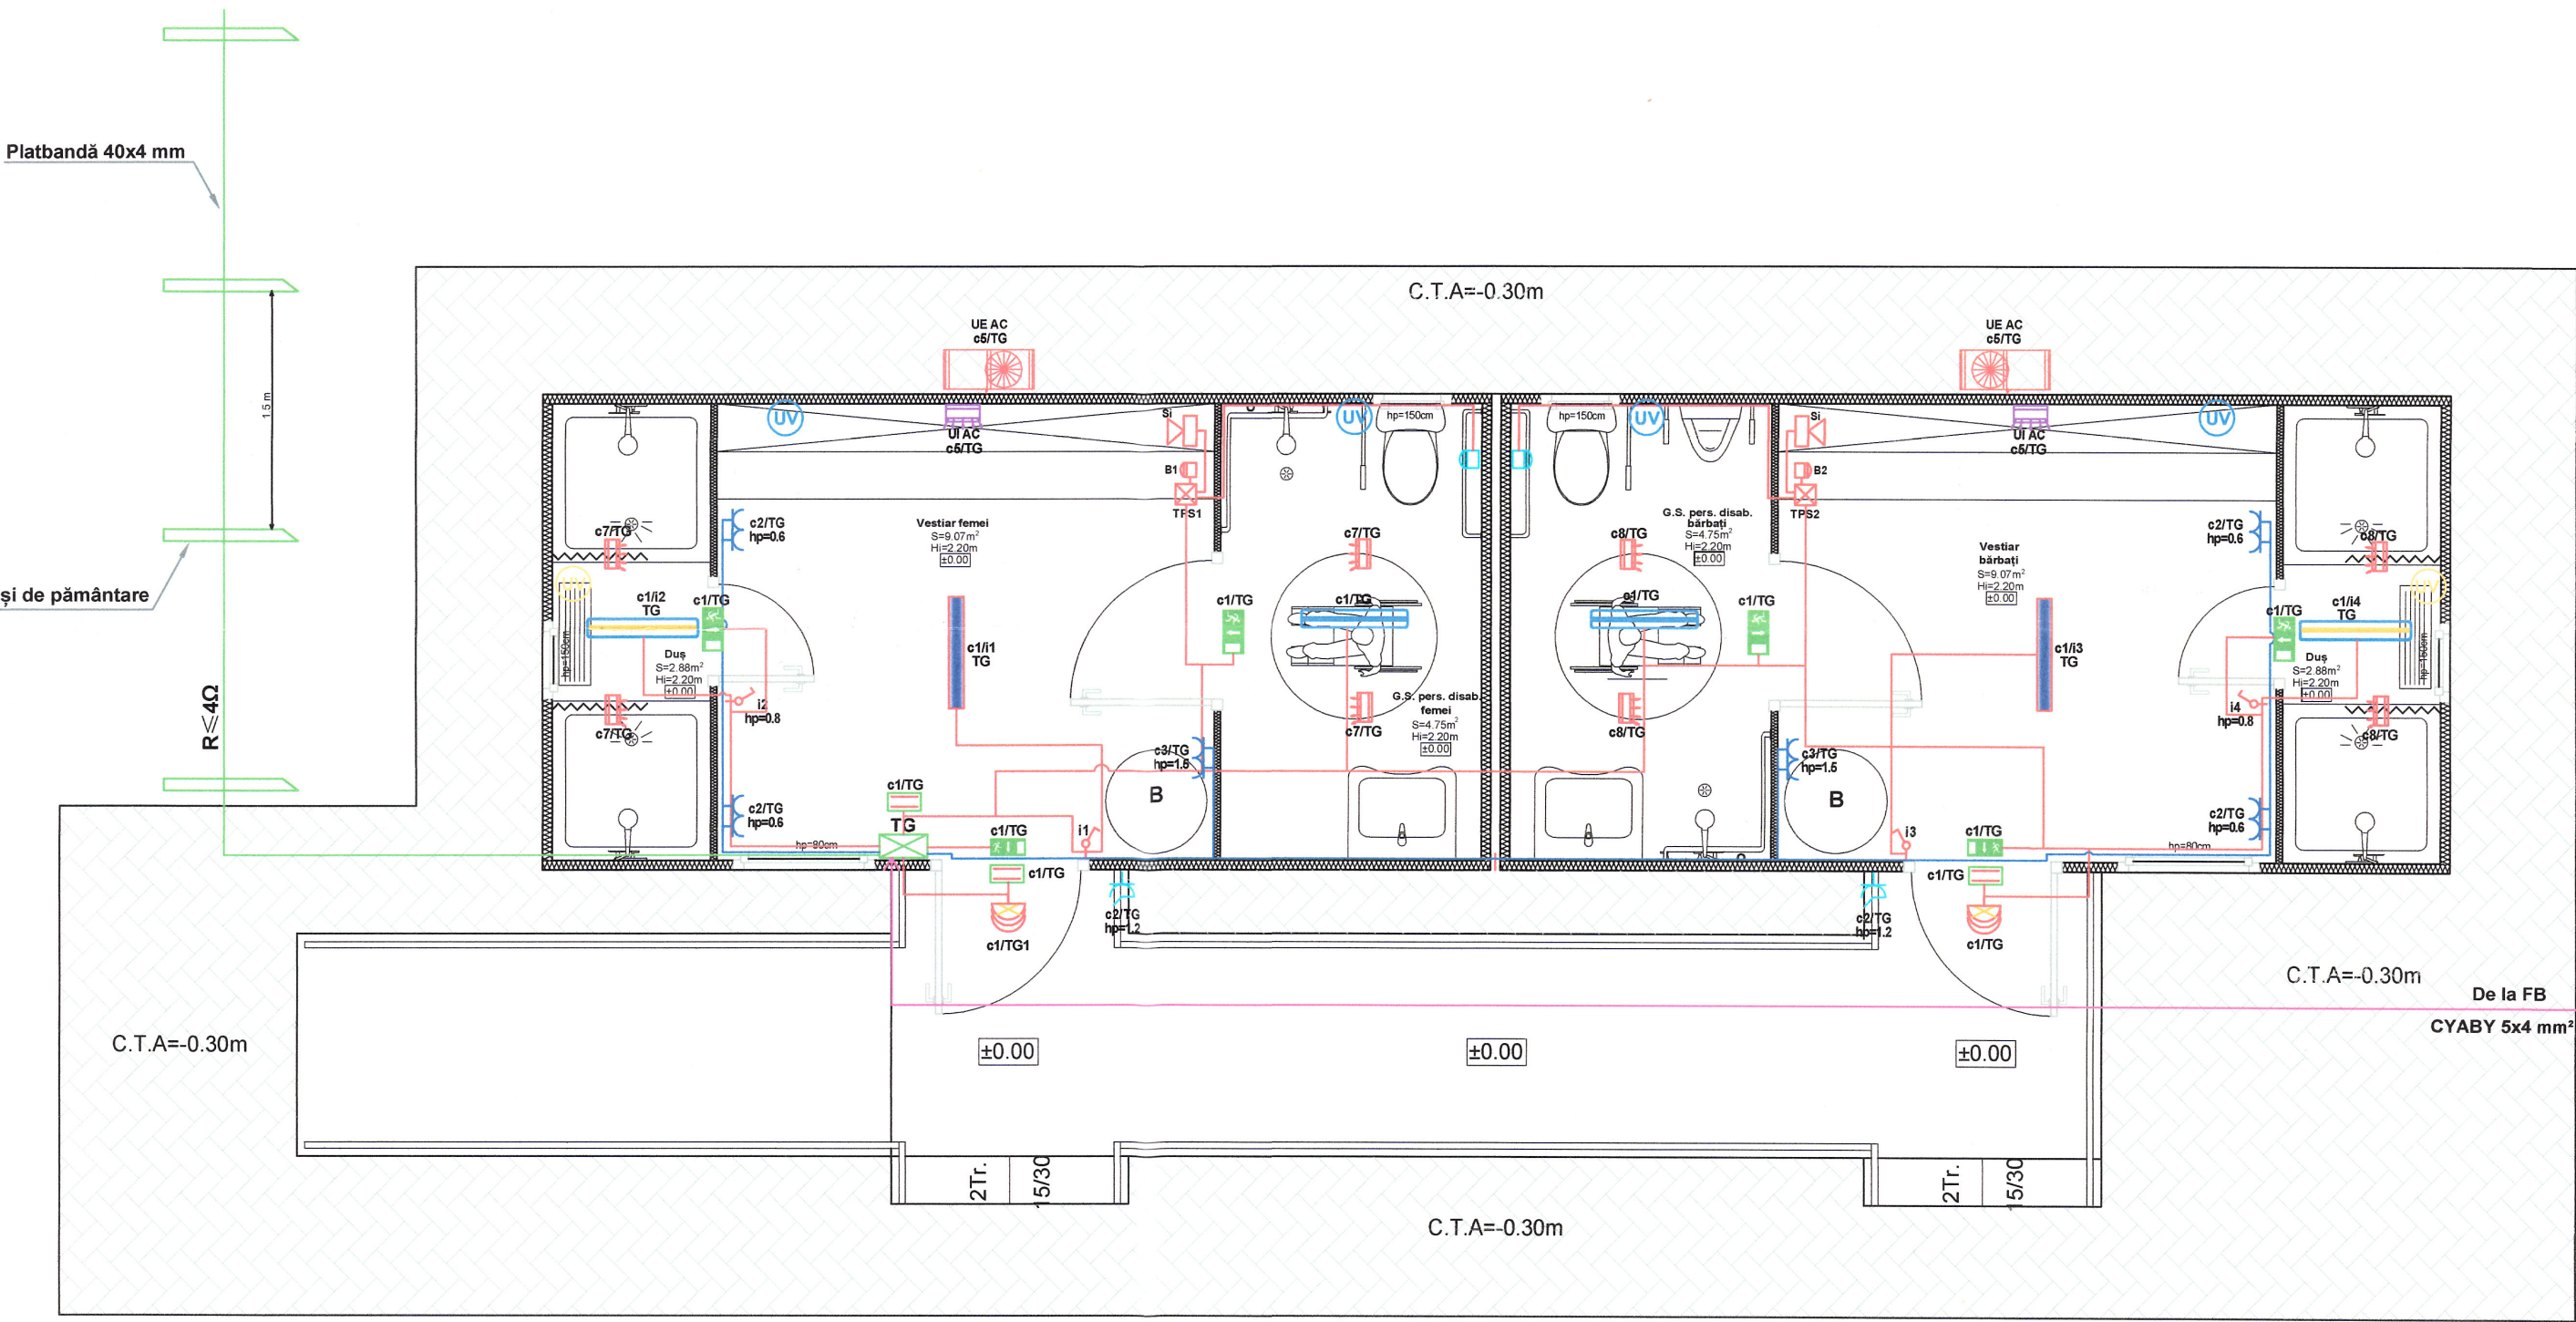 Platbandă 40x4 mm
1.5 m
și de pământare
R≤4Ω
C.T.A=-0.30m
UE AC
c5/TG
UE AC
c5/TG
UV
UI AC
c5/TG
Si
B1
TPS1
UV
hp=150cm
hp=150cm
UV
Si
B2
TPS2
UI AC
c5/TG
UV
c7/TG
c2/TG
hp=0.6
Vestiar femei
S=9.07m²
Hi=2.20m
±0.00
c7/TG
c8/TG
G.S. pers. disab.
bărbați
S=4.75m²
Hi=2.20m
±0.00
Vestiar
bărbați
S=9.07m²
Hi=2.20m
±0.00
c2/TG
hp=0.6
c8/TG
UV
c1/i2
TG
c1/TG
hp=150cm
Duș
S=2.88m²
Hi=2.20m
±0.00
i2
hp=0.8
c7/TG
c1/i1
TG
c1/TG
c1/TG
c7/TG
G.S. pers. disab.
femei
S=4.75m²
Hi=2.20m
±0.00
c1/TG
c8/TG
c1/TG
c1/i3
TG
c1/TG
c1/i4
TG
UV
hp=150cm
Duș
S=2.88m²
Hi=2.20m
±0.00
i4
hp=0.8
c8/TG
c3/TG
hp=1.5
B
c3/TG
hp=1.5
B
c2/TG
hp=0.6
hp=80cm
c1/TG
TG
c1/TG
i1
c1/TG
c1/TG1
c2/TG
hp=1.2
c2/TG
hp=1.2
i3
c1/TG
c1/TG
c1/TG
hp=80cm
c2/TG
hp=0.6
C.T.A=-0.30m
De la FB
CYABY 5x4 mm²
C.T.A=-0.30m
±0.00
±0.00
±0.00
2Tr.
15/30
2Tr.
15/30
C.T.A=-0.30m